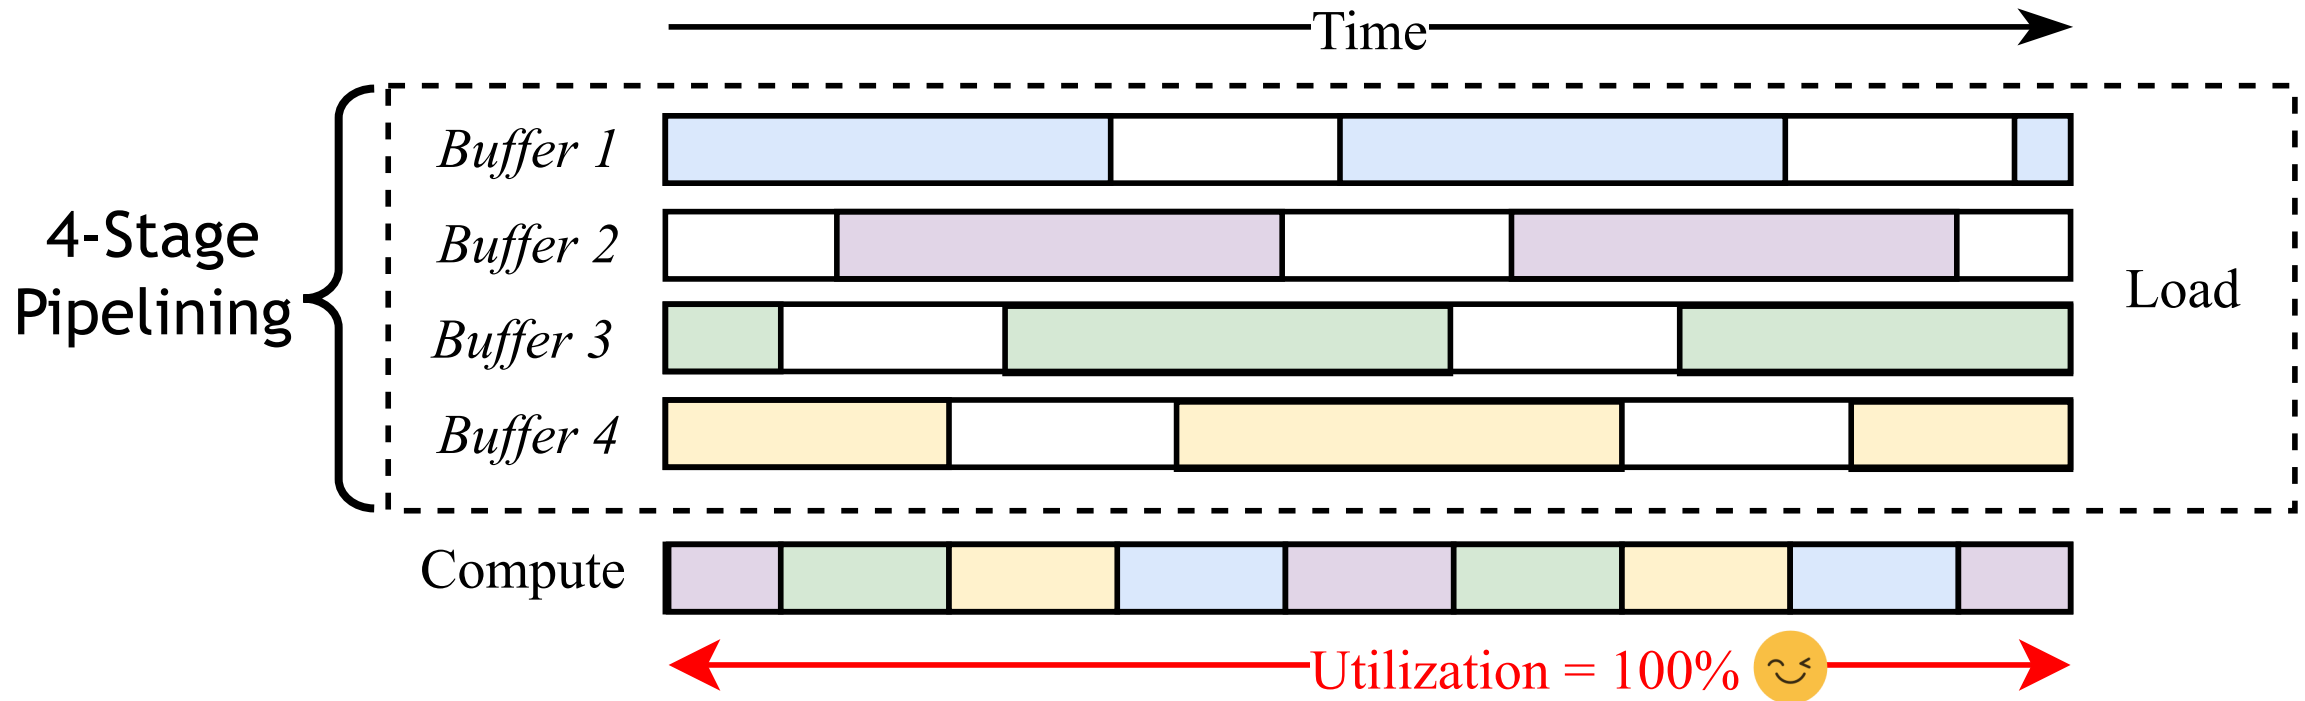 Time
4-Stage
Pipelining
Buffer 1
Buffer 2
Buffer 3
Buffer 4
Load
Compute
Utilization = 100%